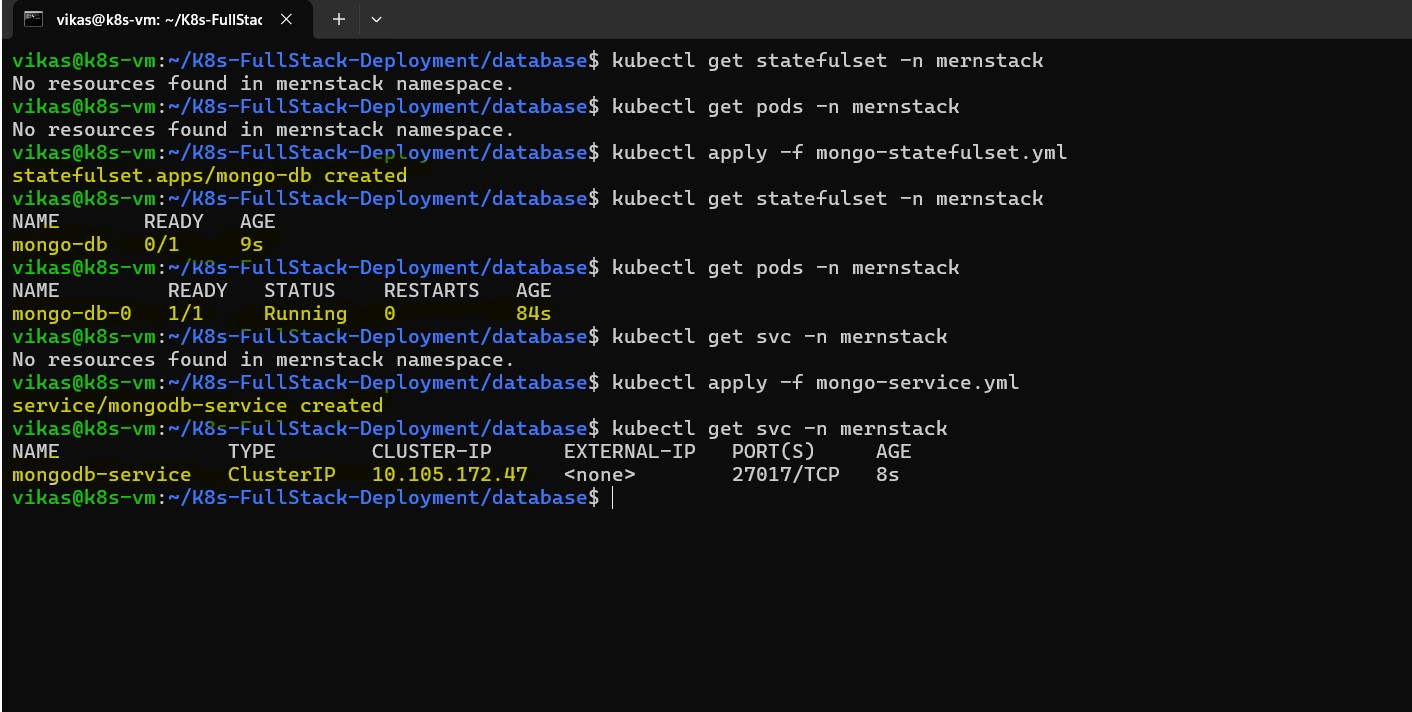 vikas@k8s-vm: ~/K8s-FullStac
vikas@k8s-vm:~/K8s-FullStack-Deployment/database$ kubectl get statefulset -n mernstack
No resources found in mernstack namespace.
vikas@k8s-vm:~/K8s-FullStack-Deployment/database$ kubectl get pods -n mernstack
No resources found in mernstack namespace.
vikas@k8s-vm:~/K8s-FullStack-Deployment/database$ kubectl apply -f mongo-statefulset.yml
statefulset.apps/mongo-db created
vikas@k8s-vm:~/K8s-FullStack-Deployment/database$ kubectl get statefulset -n mernstack
NAME       READY   AGE
mongo-db   0/1     9s
vikas@k8s-vm:~/K8s-FullStack-Deployment/database$ kubectl get pods -n mernstack
NAME         READY   STATUS    RESTARTS   AGE
mongo-db-0   1/1     Running   0          84s
vikas@k8s-vm:~/K8s-FullStack-Deployment/database$ kubectl get svc -n mernstack
No resources found in mernstack namespace.
vikas@k8s-vm:~/K8s-FullStack-Deployment/database$ kubectl apply -f mongo-service.yml
service/mongodb-service created
vikas@k8s-vm:~/K8s-FullStack-Deployment/database$ kubectl get svc -n mernstack
NAME              TYPE        CLUSTER-IP      EXTERNAL-IP   PORT(S)     AGE
mongodb-service   ClusterIP   10.105.172.47   <none>        27017/TCP   8s
vikas@k8s-vm:~/K8s-FullStack-Deployment/database$